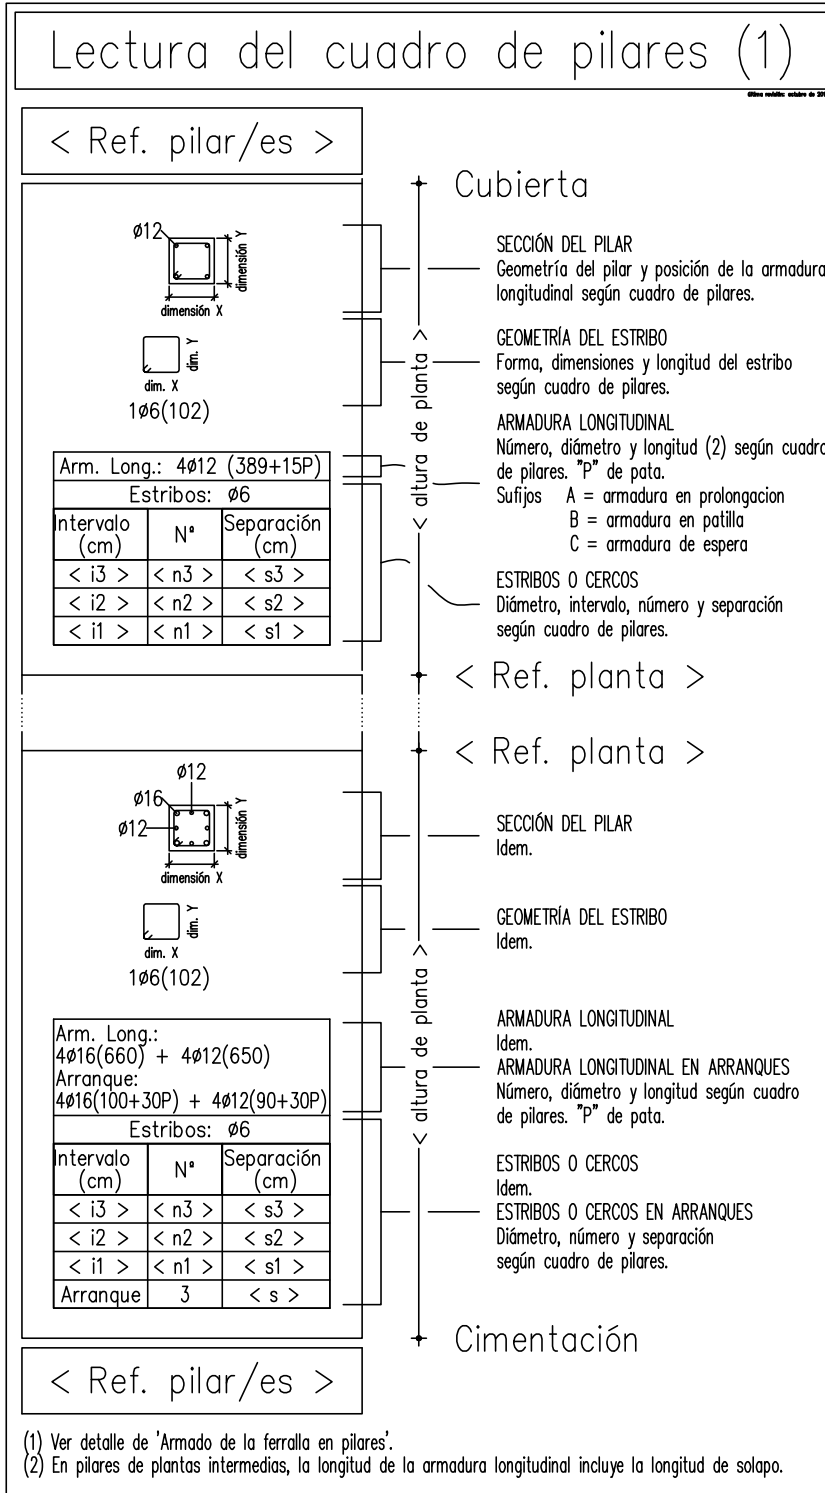 Lectura del cuadro de pilares (1)
< Ref. pilar/es >
Cubierta
ø12
dimensión Y
dimensión X
SECCIÓN DEL PILAR
Geometría del pilar y posición de la armadura
longitudinal según cuadro de pilares.
dim. Y
dim. X
1ø6(102)
GEOMETRÍA DEL ESTRIBO
Forma, dimensiones y longitud del estribo
según cuadro de pilares.
< altura de planta >
Arm. Long.: 4ø12 (389+15P)
ARMADURA LONGITUDINAL
Número, diámetro y longitud (2) según cuadro
de pilares. "P" de pata.
Sufijos A = armadura en prolongacion
B = armadura en patilla
C = armadura de espera
Estribos: ø6
Intervalo (cm) Nº Separación (cm)
< i3 > < n3 > < s3 >
< i2 > < n2 > < s2 >
< i1 > < n1 > < s1 >
ESTRIBOS O CERCOS
Diámetro, intervalo, número y separación
según cuadro de pilares.
< Ref. planta >
< Ref. planta >
ø12
ø16
ø12
dimensión Y
dimensión X
SECCIÓN DEL PILAR
Idem.
dim. Y
dim. X
1ø6(102)
GEOMETRÍA DEL ESTRIBO
Idem.
< altura de planta >
Arm. Long.:
4ø16(660) + 4ø12(650)
Arranque:
4ø16(100+30P) + 4ø12(90+30P)
ARMADURA LONGITUDINAL
Idem.
ARMADURA LONGITUDINAL EN ARRANQUES
Número, diámetro y longitud según cuadro
de pilares. "P" de pata.
Estribos: ø6
Intervalo (cm) Nº Separación (cm)
< i3 > < n3 > < s3 >
< i2 > < n2 > < s2 >
< i1 > < n1 > < s1 >
Arranque 3 < s >
ESTRIBOS O CERCOS
Idem.
ESTRIBOS O CERCOS EN ARRANQUES
Diámetro, número y separación
según cuadro de pilares.
Cimentación
< Ref. pilar/es >
(1) Ver detalle de 'Armado de la ferralla en pilares'.
(2) En pilares de plantas intermedias, la longitud de la armadura longitudinal incluye la longitud de solapo.